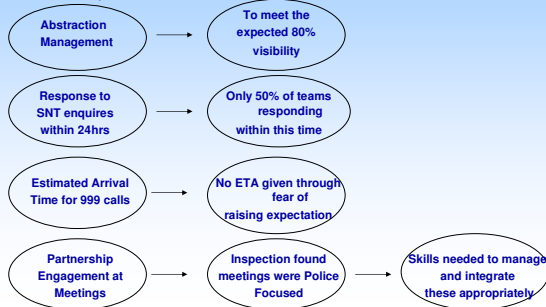 Abstraction
Management
To meet the
expected 80%
visibility
Response to
SNT enquires
within 24hrs
Only 50% of teams
responding
within this time
Estimated Arrival
Time for 999 calls
No ETA given through
fear of
raising expectation
Partnership
Engagement at
Meetings
Inspection found
meetings were Police
Focused
Skills needed to manage
and integrate
these appropriately